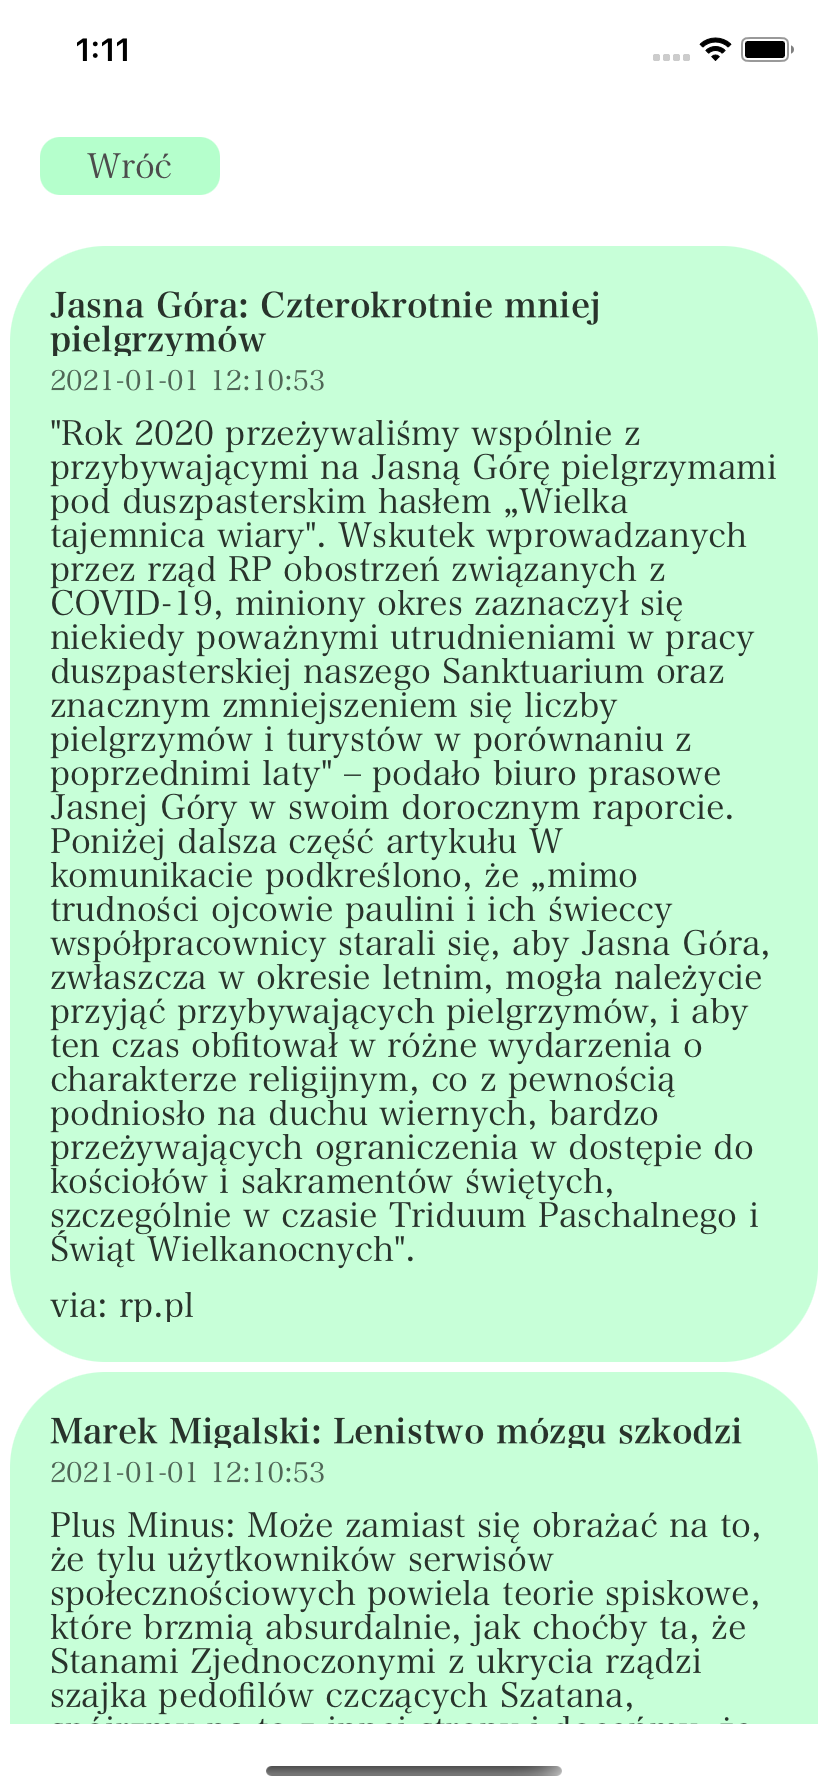 1:11
Wróć
Jasna Góra: Czterokrotnie mniej
pielgrzymów
2021-01-01 12:10:53
"Rok 2020 przeżywaliśmy wspólnie z
przybywającymi na Jasną Górę pielgrzymami
pod duszpasterskim hasłem „Wielka
tajemnica wiary". Wskutek wprowadzanych
przez rząd RP obostrzeń związanych z
COVID-19, miniony okres zaznaczył się
niekiedy poważnymi utrudnieniami w pracy
duszpasterskiej naszego Sanktuarium oraz
znacznym zmniejszeniem się liczby
pielgrzymów i turystów w porównaniu z
poprzednimi laty" – podało biuro prasowe
Jasnej Góry w swoim dorocznym raporcie.
Poniżej dalsza część artykułu W
komunikacie podkreślono, że „mimo
trudności ojcowie paulini i ich świeccy
współpracownicy starali się, aby Jasna Góra,
zwłaszcza w okresie letnim, mogła należycie
przyjąć przybywających pielgrzymów, i aby
ten czas obfitował w różne wydarzenia o
charakterze religijnym, co z pewnością
podniosło na duchu wiernych, bardzo
przeżywających ograniczenia w dostępie do
kościołów i sakramentów świętych,
szczególnie w czasie Triduum Paschalnego i
Świąt Wielkanocnych".
via: rp.pl
Marek Migalski: Lenistwo mózgu szkodzi
2021-01-01 12:10:53
Plus Minus: Może zamiast się obrażać na to,
że tylu użytkowników serwisów
społecznościowych powiela teorie spiskowe,
które brzmią absurdalnie, jak choćby ta, że
Stanami Zjednoczonymi z ukrycia rządzi
szajka pedofilów czczących Szatana,